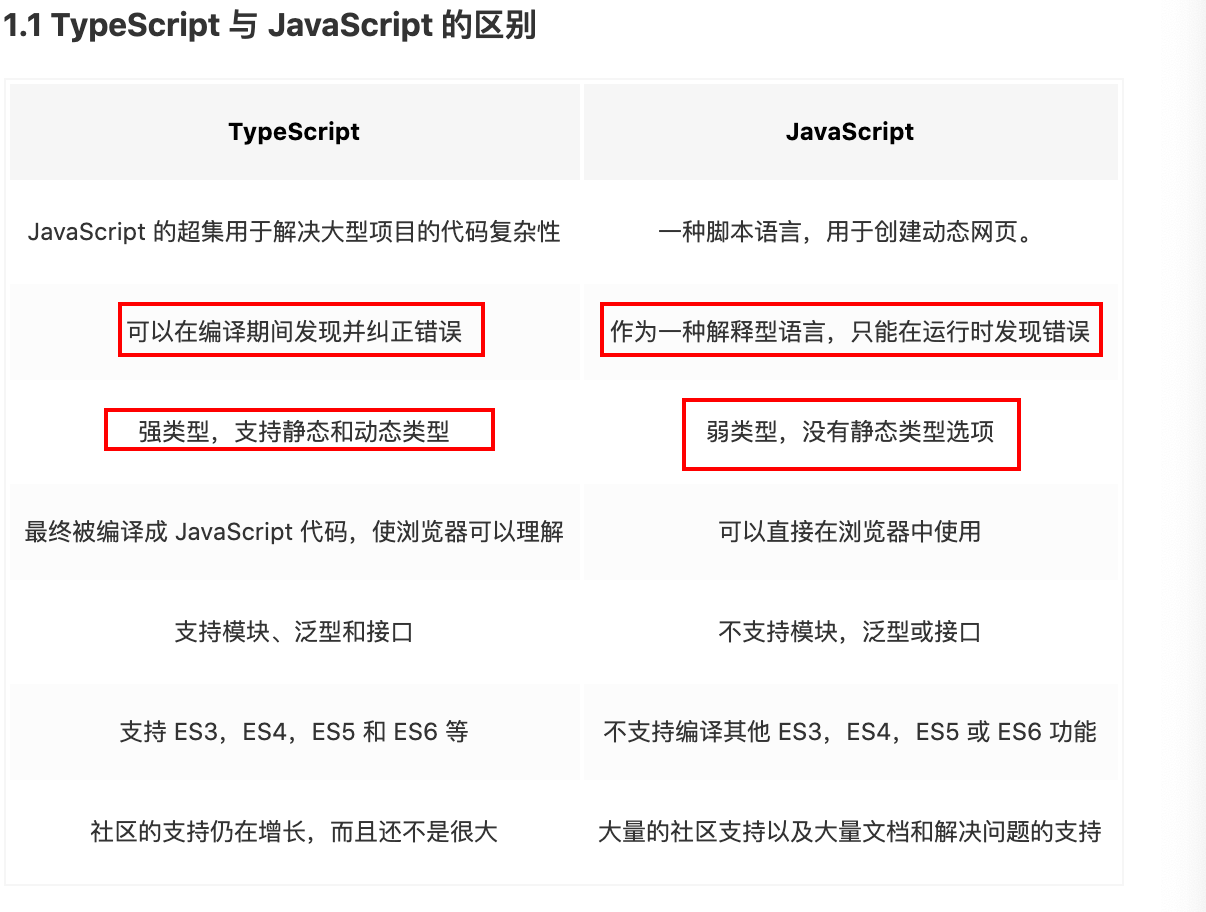 1.1 TypeScript 与 JavaScript 的区别
TypeScript
JavaScript
JavaScript 的超集用于解决大型项目的代码复杂性
一种脚本语言，用于创建动态网页。
可以在编译期间发现并纠正错误
作为一种解释型语言，只能在运行时发现错误
强类型，支持静态和动态类型
弱类型，没有静态类型选项
最终被编译成 JavaScript 代码，使浏览器可以理解
可以直接在浏览器中使用
支持模块、泛型和接口
不支持模块，泛型或接口
支持 ES3，ES4，ES5 和 ES6 等
不支持编译其他 ES3，ES4，ES5 或 ES6 功能
社区的支持仍在增长，而且还不是很大
大量的社区支持以及大量文档和解决问题的支持